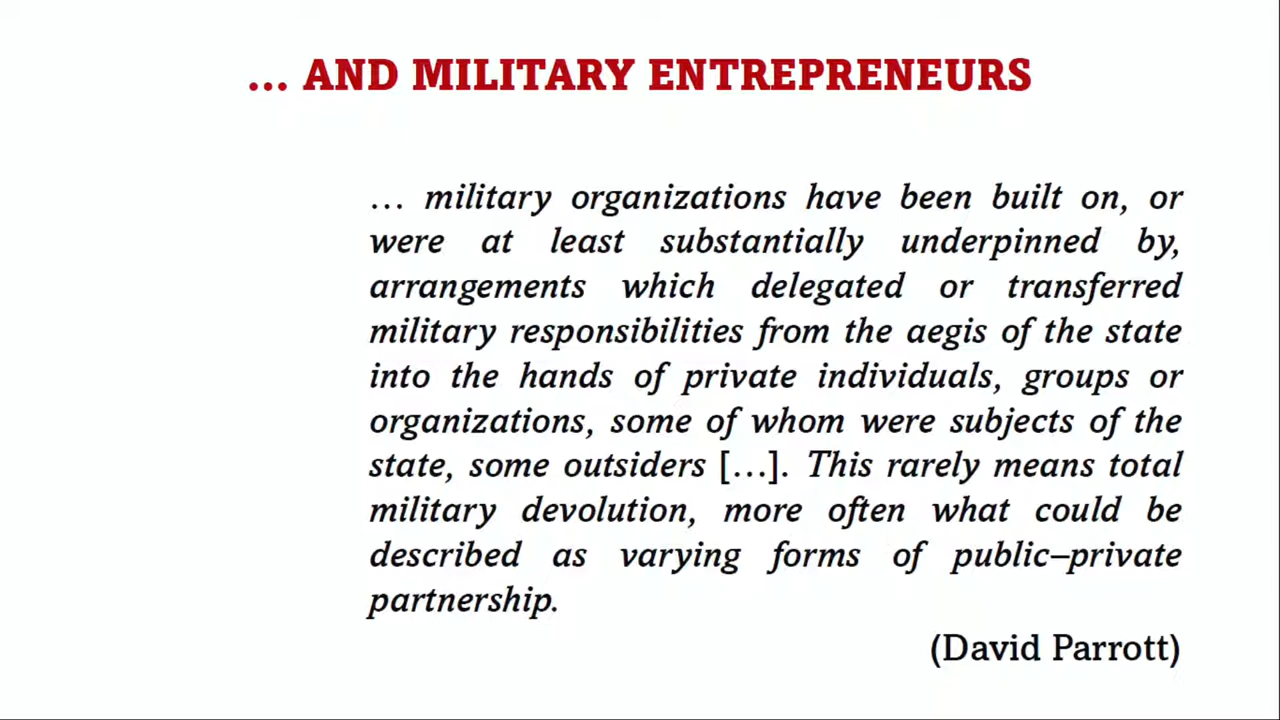 ... AND MILITARY ENTREPRENEURS
… military organizations have been built on, or
were at least substantially underpinned by,
arrangements which delegated or transferred
military responsibilities from the aegis of the state
into the hands of private individuals, groups or
organizations, some of whom were subjects of the
state, some outsiders […]. This rarely means total
military devolution, more often what could be
described as varying forms of public–private
partnership.
(David Parrott)